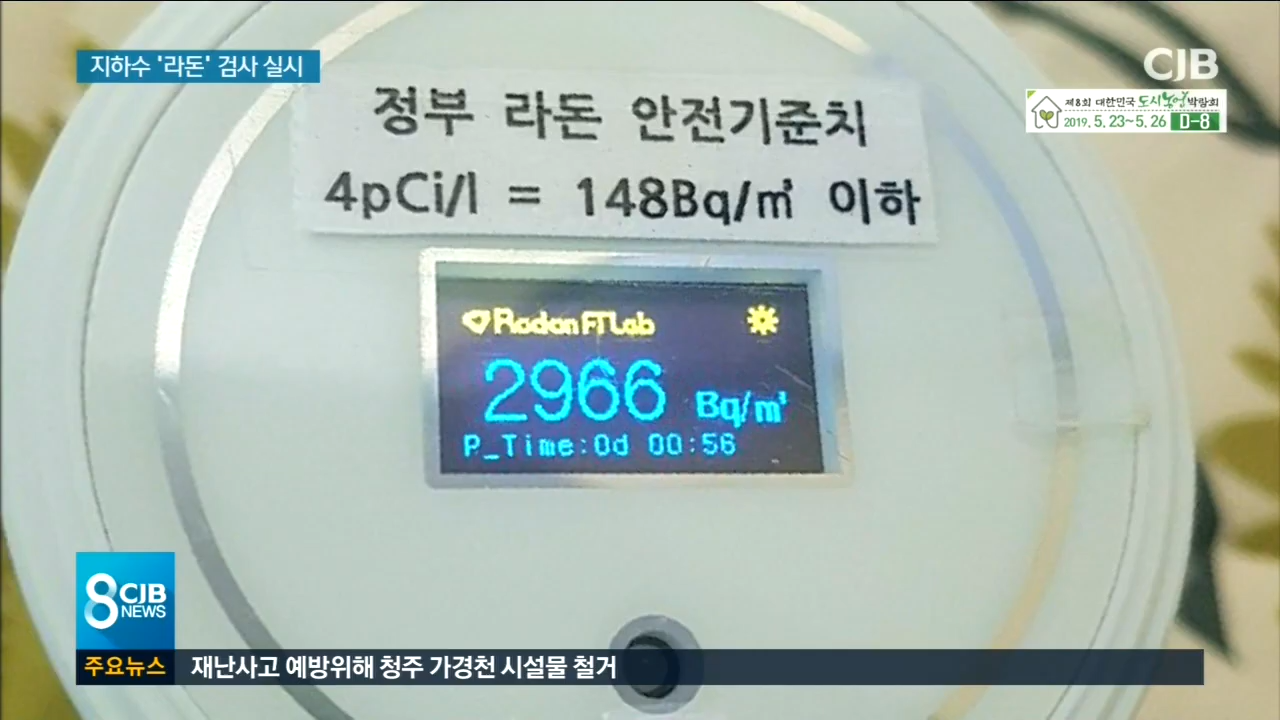 지하수 '라돈' 검사 실시
CJB
제8회 대한민국 도시농업박람회
2019. 5. 23~5. 26 D-8
정부 라돈 안전기준치
4pCi/l = 148Bq/㎥ 이하
Radon FTLab
2966 Bq/㎥
P_Time:0d 00:56
8 CJB NEWS
주요뉴스 재난사고 예방위해 청주 가경천 시설물 철거